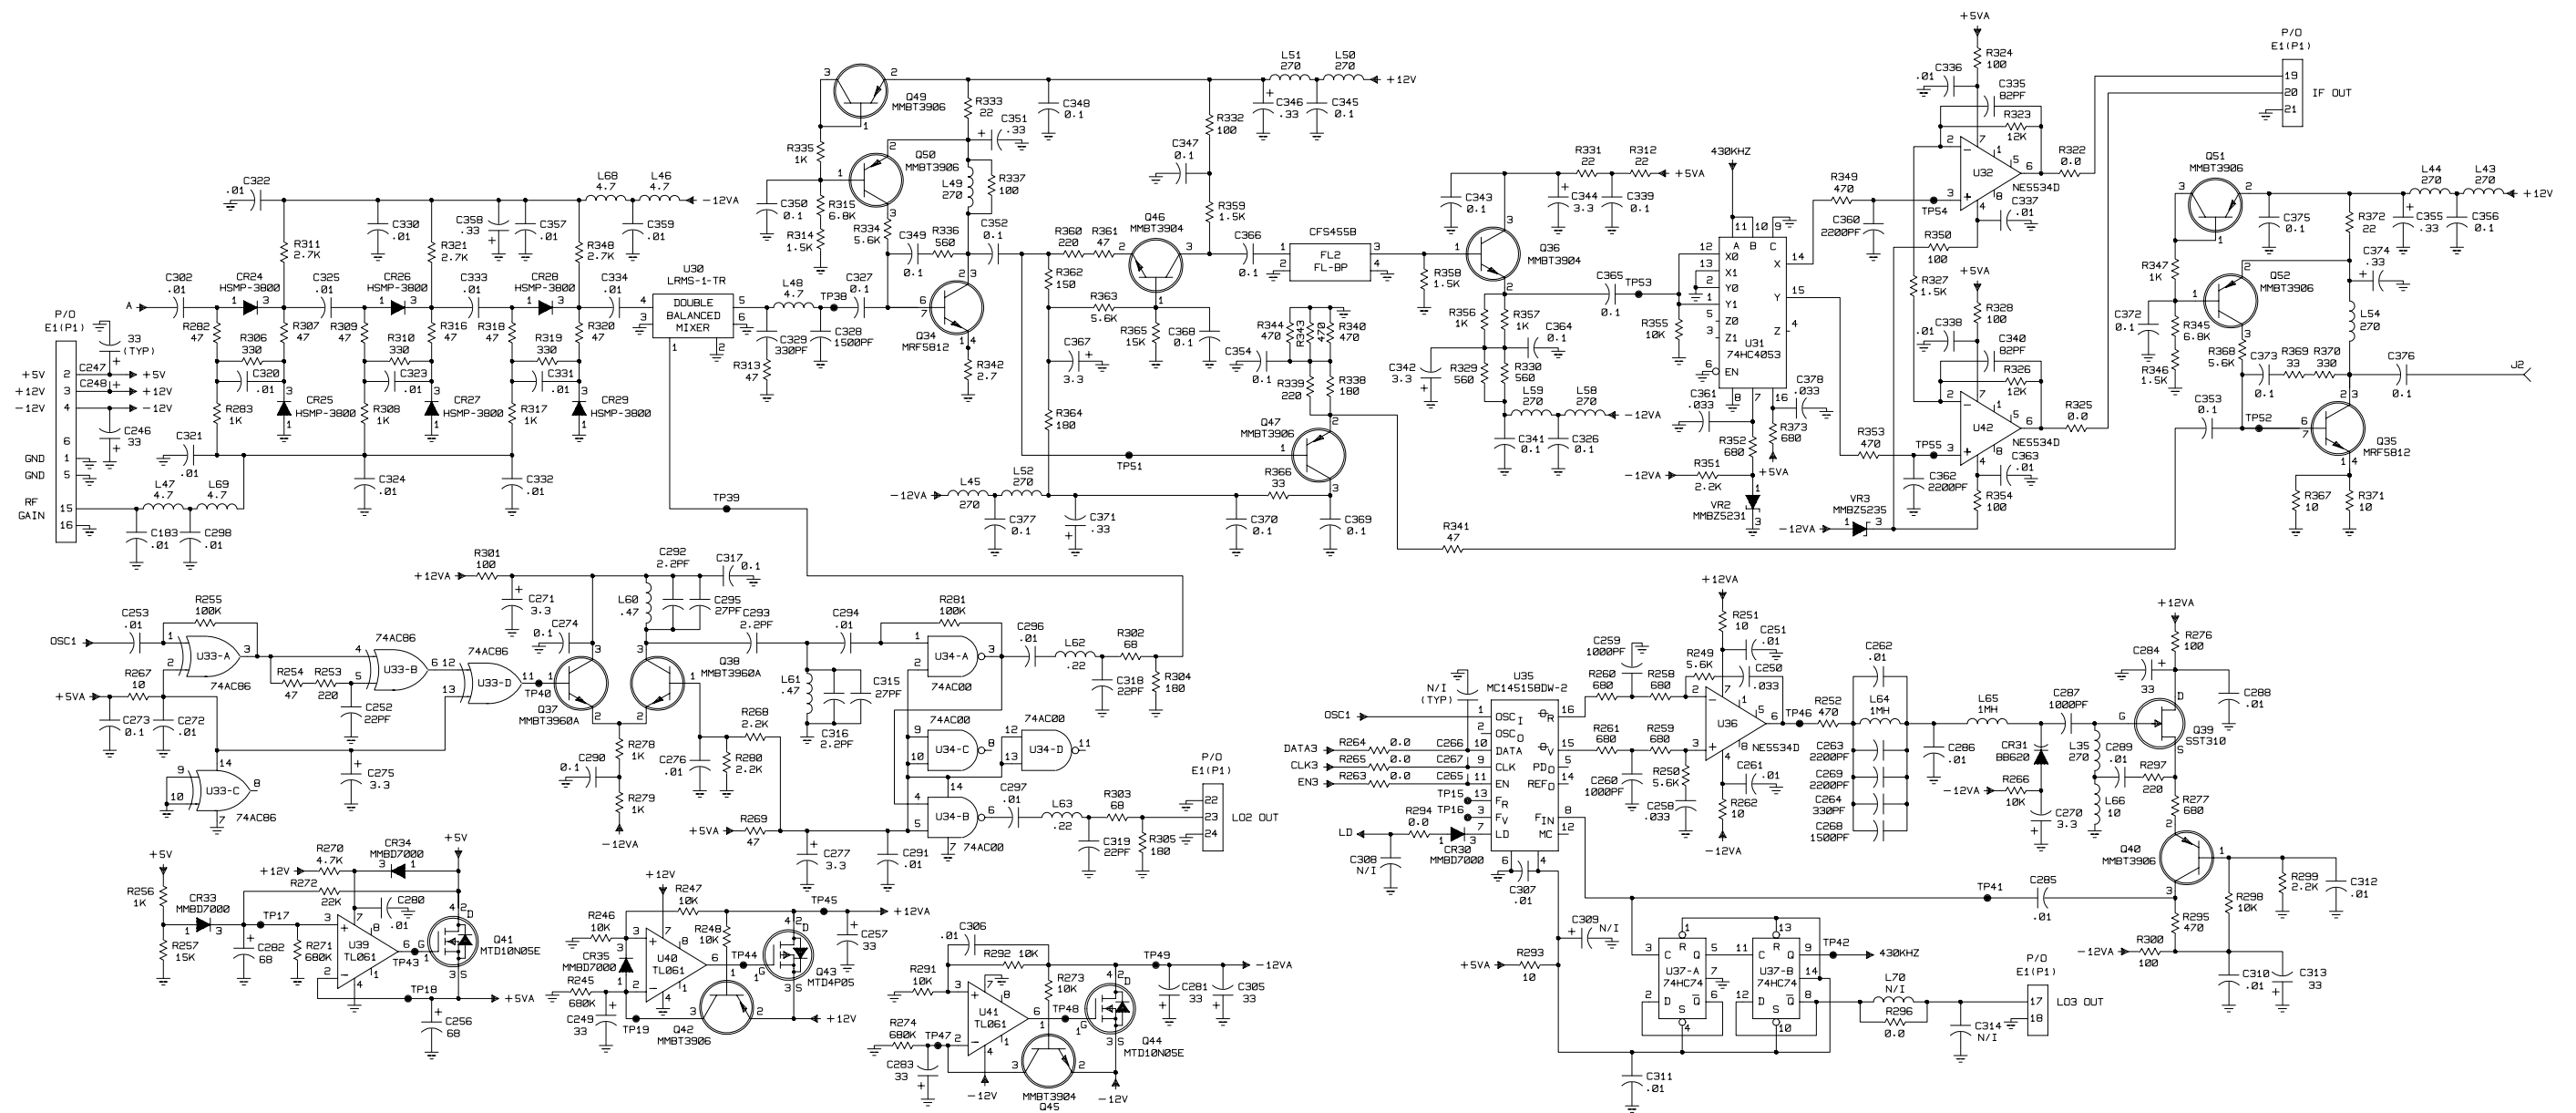 +5VA
P/O
E1(P1)
R324
100
C336
.01
C335
82PF
R323
12K
19
20
21
IF OUT
L51
270
L50
270
+12V
Q49
MMBT3906
R333
22
C348
0.1
C346
.33
C345
0.1
R332
100
C351
.33
R335
1K
Q50
MMBT3906
L49
270
R337
100
C347
0.1
430KHZ
R331
22
R312
22
+5VA
U32
NE5534D
R322
0.0
Q51
MMBT3906
L44
270
L43
270
+12V
C322
.01
L68
4.7
L46
4.7
-12VA
C330
.01
C358
.33
C357
.01
C359
.01
C350
0.1
R315
6.8K
R314
1.5K
R334
5.6K
C349
0.1
R336
560
C352
0.1
R360
220
R361
47
Q46
MMBT3904
R359
1.5K
C366
0.1
CFS455B
FL2
FL-BP
C343
0.1
C344
3.3
C339
0.1
Q36
MMBT3904
R349
470
C360
2200PF
TP54
C337
.01
R350
100
R372
22
C375
0.1
C355
.33
C356
0.1
C374
.33
R311
2.7K
R321
2.7K
R348
2.7K
C302
.01
CR24
HSMP-3800
C325
.01
CR26
HSMP-3800
C333
.01
CR28
HSMP-3800
C334
.01
A
U30
LRMS-1-TR
DOUBLE
BALANCED
MIXER
L48
4.7
TP38
C327
0.1
C329
330PF
C328
1500PF
R313
47
Q34
MRF5812
R342
2.7
R362
150
R363
5.6K
R365
15K
C368
0.1
C367
3.3
R364
180
R358
1.5K
C365
0.1
TP53
R355
10K
A B C
X0
X1
Y0
Y1
Z0
Z1
EN
X
Y
Z
U31
74HC4053
R327
1.5K
+5VA
R328
100
C338
.01
C340
82PF
R326
12K
R347
1K
Q52
MMBT3906
C372
0.1
R345
6.8K
R346
1.5K
R368
5.6K
C373
0.1
R369
33
R370
330
L54
270
C376
0.1
J2
P/O
E1(P1)
33
(TYP)
R282
47
R306
330
R307
47
R309
47
R310
330
R316
47
R318
47
R319
330
R320
47
+5V
+12V
-12V
C247
C248
+5V
+12V
-12V
C320
.01
C323
.01
C331
.01
CR25
HSMP-3800
CR27
HSMP-3800
CR29
HSMP-3800
R283
1K
R308
1K
R317
1K
C246
33
C321
.01
GND
GND
RF
GAIN
L47
4.7
L69
4.7
C183
.01
C298
.01
C324
.01
C332
.01
TP39
R344
470
R343
470
R340
470
C354
0.1
R339
220
R338
180
Q47
MMBT3906
TP51
R366
33
-12VA
L45
270
L52
270
C377
0.1
C371
.33
C370
0.1
C369
0.1
R356
1K
R357
1K
C364
0.1
C342
3.3
R329
560
R330
560
L59
270
L58
270
-12VA
C341
0.1
C326
0.1
R341
47
C361
.033
C378
.033
R352
680
R373
680
+5VA
-12VA
R351
2.2K
VR2
MMBZ5231
R353
470
TP55
C362
2200PF
U42
NE5534D
R325
0.0
C363
.01
R354
100
VR3
MMBZ5235
-12VA
C353
0.1
TP52
Q35
MRF5812
R367
10
R371
10
+12VA
R301
100
C271
3.3
C292
2.2PF
C317
0.1
L60
.47
C295
27PF
C293
2.2PF
C294
.01
R281
100K
C296
.01
L62
.22
R302
68
C318
22PF
R304
180
C253
.01
R255
100K
OSC1
U33-A
74AC86
74AC86
U33-B
74AC86
U33-D
R267
10
+5VA
C273
0.1
C272
.01
R254
47
R253
220
C252
22PF
C274
0.1
TP40
Q37
MMBT3960A
Q38
MMBT3960A
L61
.47
C315
27PF
C316
2.2PF
U34-A
74AC00
74AC00
U34-C
74AC00
U34-D
U34-B
74AC00
R268
2.2K
R280
2.2K
C276
.01
R278
1K
C290
0.1
R279
1K
-12VA
U33-C
74AC86
C275
3.3
+5VA
R269
47
C277
3.3
C291
.01
C297
.01
L63
.22
R303
68
C319
22PF
R305
180
P/O
E1(P1)
22
23
24
LO2 OUT
N/I
(TYP)
U35
MC145158DW-2
OSC1
OSC I
OSC O
DATA
CLK
EN
F R
F V
LD
PD O
REF O
F IN
MC
DATA3
CLK3
EN3
R264 0.0
R265 0.0
R263 0.0
C266
C267
C265
TP15
TP16
LD
R294
0.0
CR30
MMBD7000
C308
N/I
C307
.01
C259
1000PF
R260
680
R258
680
R261
680
R259
680
C260
1000PF
R249
5.6K
+12VA
R251
10
C251
.01
C250
.033
U36
NE5534D
R250
5.6K
C258
.033
C261
.01
R262
10
-12VA
TP46
R252
470
C262
.01
L64
1MH
C263
2200PF
C269
2200PF
C264
330PF
C268
1500PF
C286
.01
L65
1MH
C287
1000PF
CR31
BB620
-12VA
R266
10K
C270
3.3
L35
270
C289
.01
L66
10
R297
220
+12VA
R276
100
C284
33
C288
.01
Q39
SST310
R277
680
Q40
MMBT3906
R298
10K
R299
2.2K
C312
.01
TP41
C285
.01
R295
470
-12VA
R300
100
C310
.01
C313
33
+5V
R256
1K
CR33
MMBD7000
R257
15K
R270
4.7K
+12V
R272
22K
CR34
MMBD7000
+5V
TP17
C280
.01
C282
68
R271
680K
U39
TL061
TP43
Q41
MTD10N05E
TP18
+5VA
C256
68
+12V
R247
10K
TP45
+12VA
R246
10K
CR35
MMBD7000
U40
TL061
R248
10K
TP44
Q43
MTD4P05
C257
33
R245
680K
C249
33
TP19
Q42
MMBT3906
+12V
C306
.01
R292 10K
R291
10K
R273
10K
TP49
-12VA
U41
TL061
TP48
C281
33
C305
33
R274
680K
TP47
C283
33
Q44
MTD10N05E
-12V
MMBT3904
Q45
-12V
C309
N/I
R293
10
+5VA
U37-A
74HC74
U37-B
74HC74
TP42
430KHZ
L70
N/I
R296
0.0
C314
N/I
P/O
E1(P1)
17
18
LO3 OUT
C311
.01